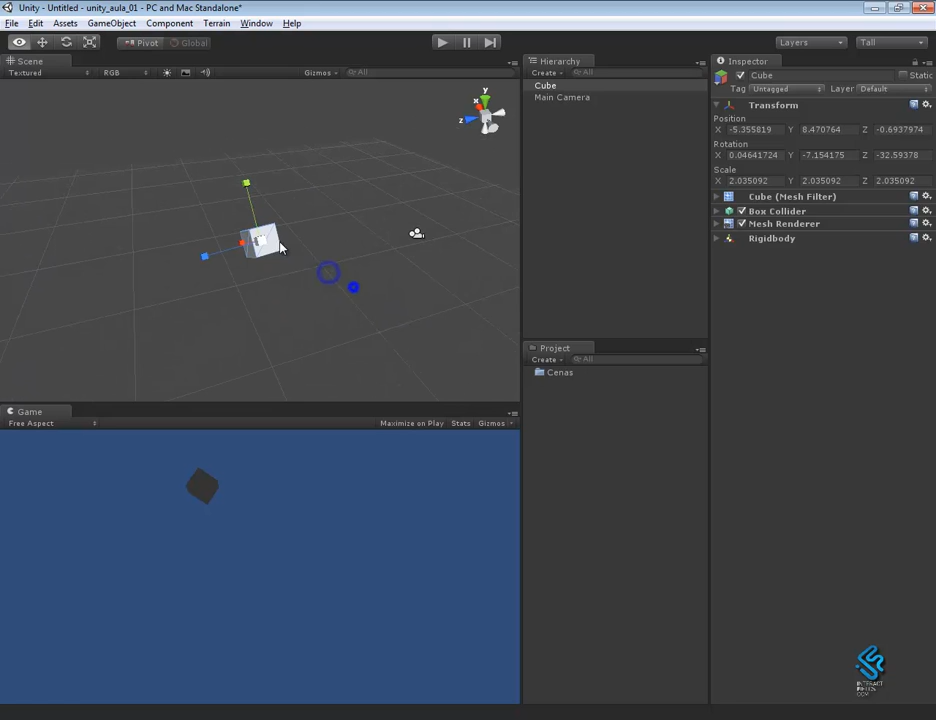 Unity - Untitled - unity_aula_01 - PC and Mac Standalone*
File Edit Assets GameObject Component Terrain Window Help
Pivot Global Layers Tall
Scene
Textured RGB Gizmos All
y
x
z
Game
Free Aspect Maximize on Play Stats Gizmos
Hierarchy
Create All
Cube
Main Camera
Project
Create All
Cenas
Inspector
Cube Static
Tag Untagged Layer Default
Transform
Position
X -5.355819 Y 8.470764 Z -0.6937974
Rotation
X 0.04641724 Y -7.154175 Z -32.59378
Scale
X 2.035092 Y 2.035092 Z 2.035092
Cube (Mesh Filter)
Box Collider
Mesh Renderer
Rigidbody
INTERACT
FIELDS
.COM